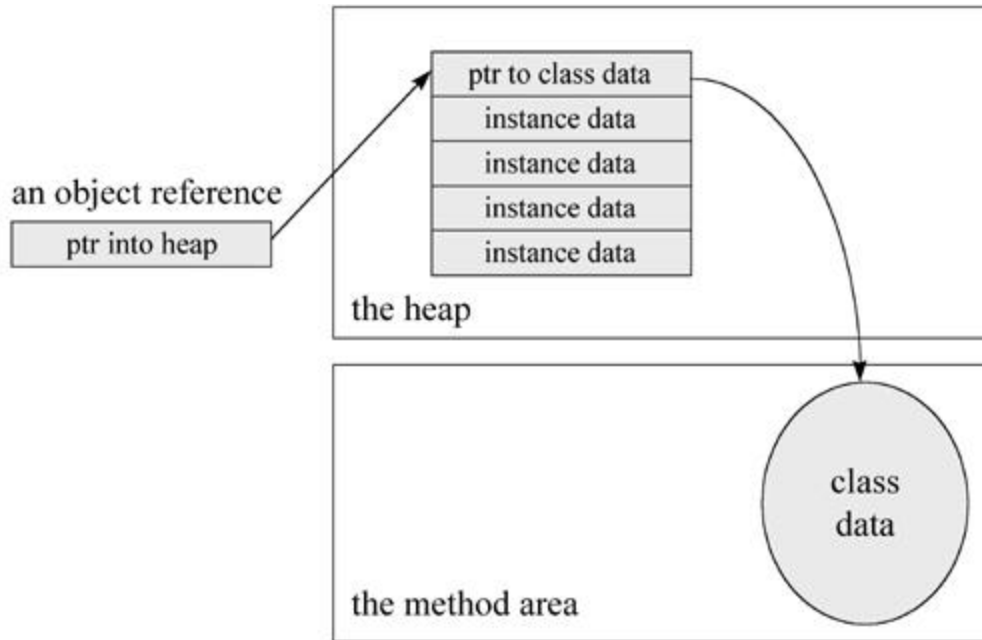 ptr to class data
instance data
instance data
instance data
instance data
an object reference
ptr into heap
the heap
class
data
the method area